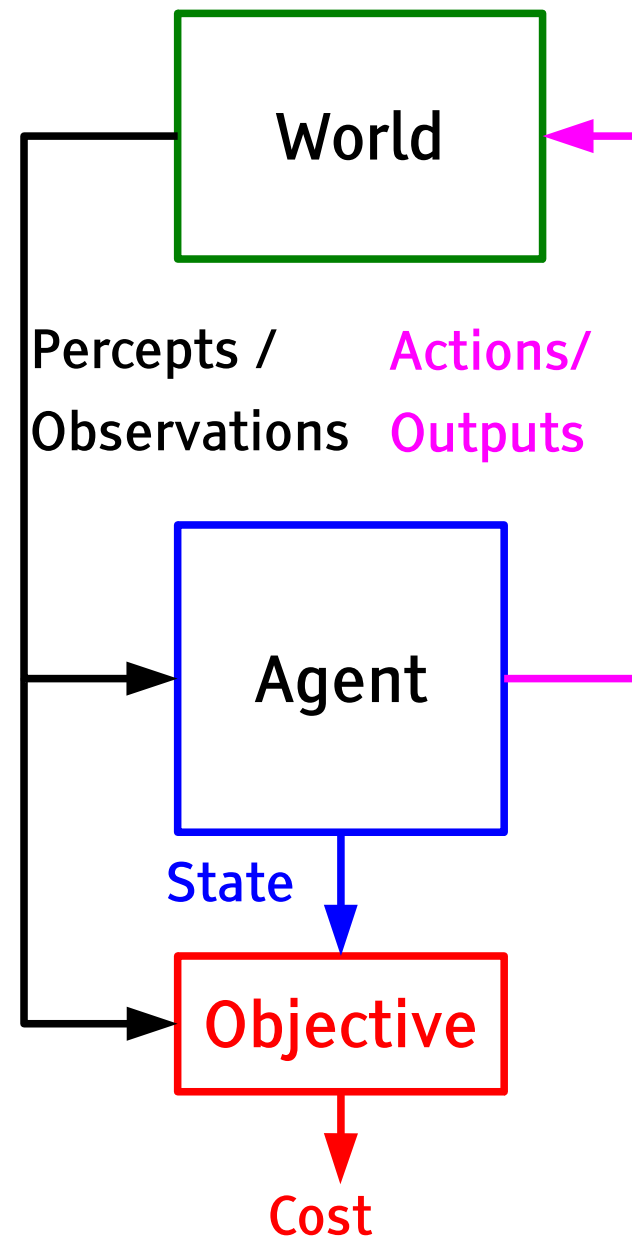 World
Percepts /
Observations
Actions/
Outputs
Agent
State
Objective
Cost